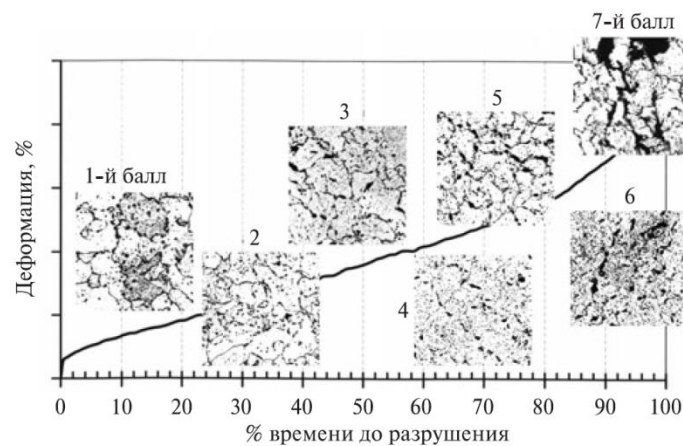 7-й балл
3
5
1-й балл
2
6
4
Деформация, %
0 10 20 30 40 50 60 70 80 90 100
% времени до разрушения